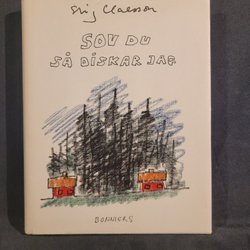 Stig Claesson
SOV DU
SÅ DISKAR JAG
BONNIERS